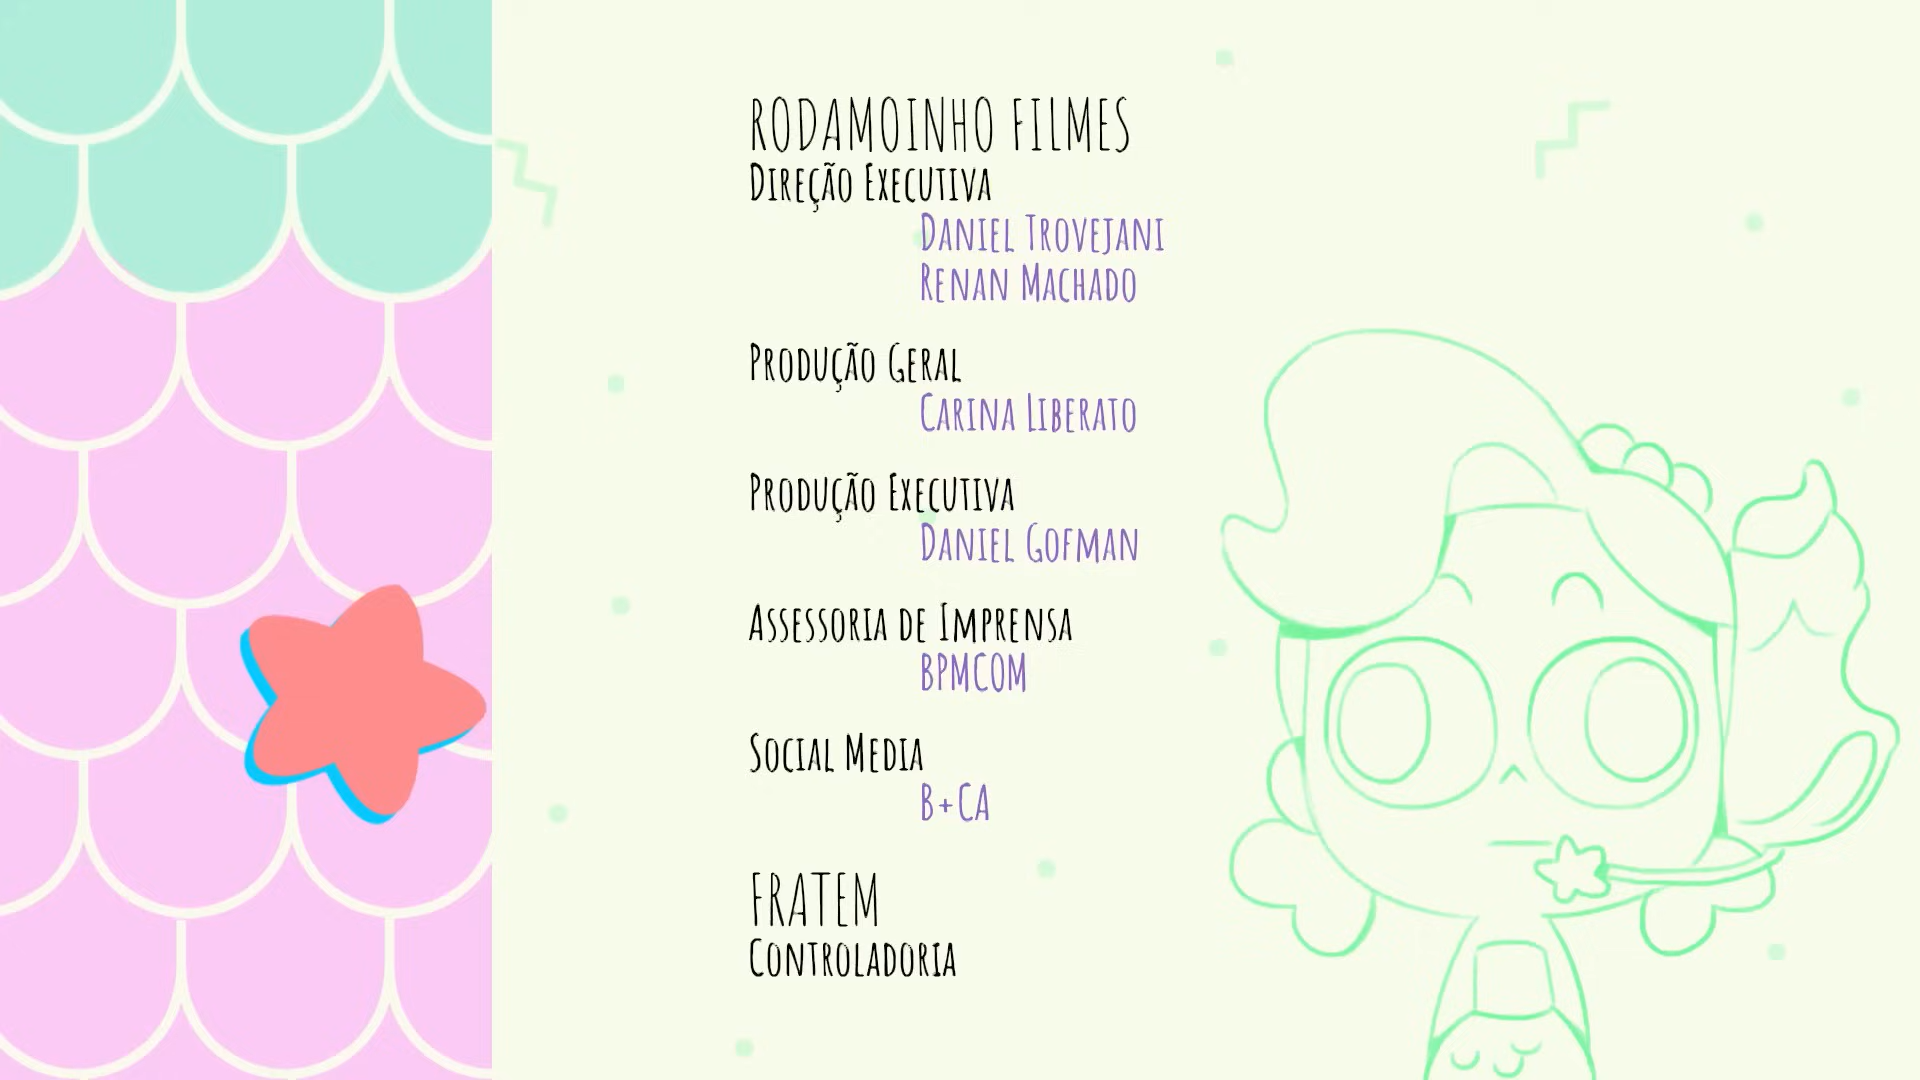 RODAMOINHO FILMES
Direção Executiva
Daniel Trovejani
Renan Machado
Produção Geral
Carina Liberato
Produção Executiva
Daniel Gofman
Assessoria de Imprensa
BPMCOM
Social Media
B+CA
FRATEM
Controladoria